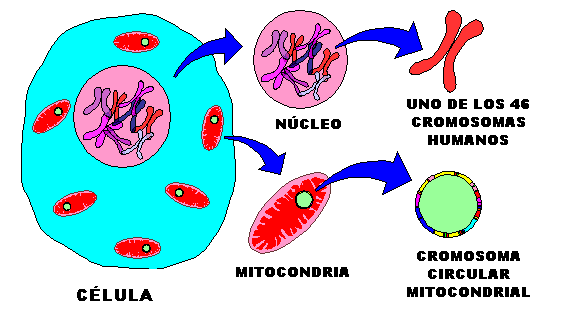 NÚCLEO
UNO DE LOS 46
CROMOSOMAS
HUMANOS
MITOCONDRIA
CROMOSOMA
CIRCULAR
MITOCONDRIAL
CÉLULA